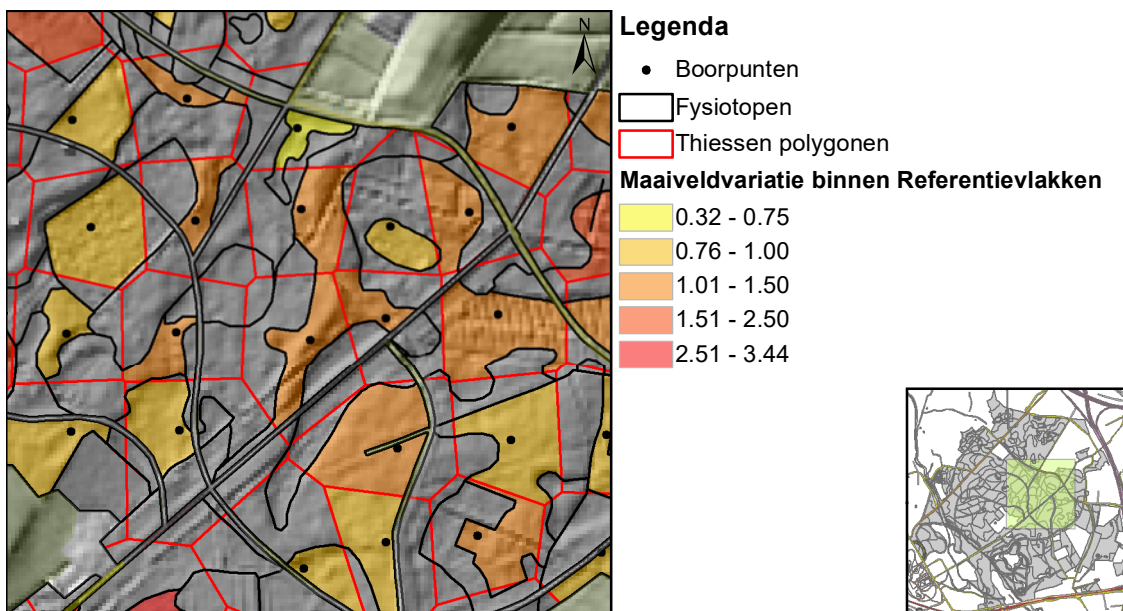 N
Legenda
Boorpunten
Fysiotopen
Thiessen polygonen
Maaiveldvariatie binnen Referentievlakken
0.32 - 0.75
0.76 - 1.00
1.01 - 1.50
1.51 - 2.50
2.51 - 3.44